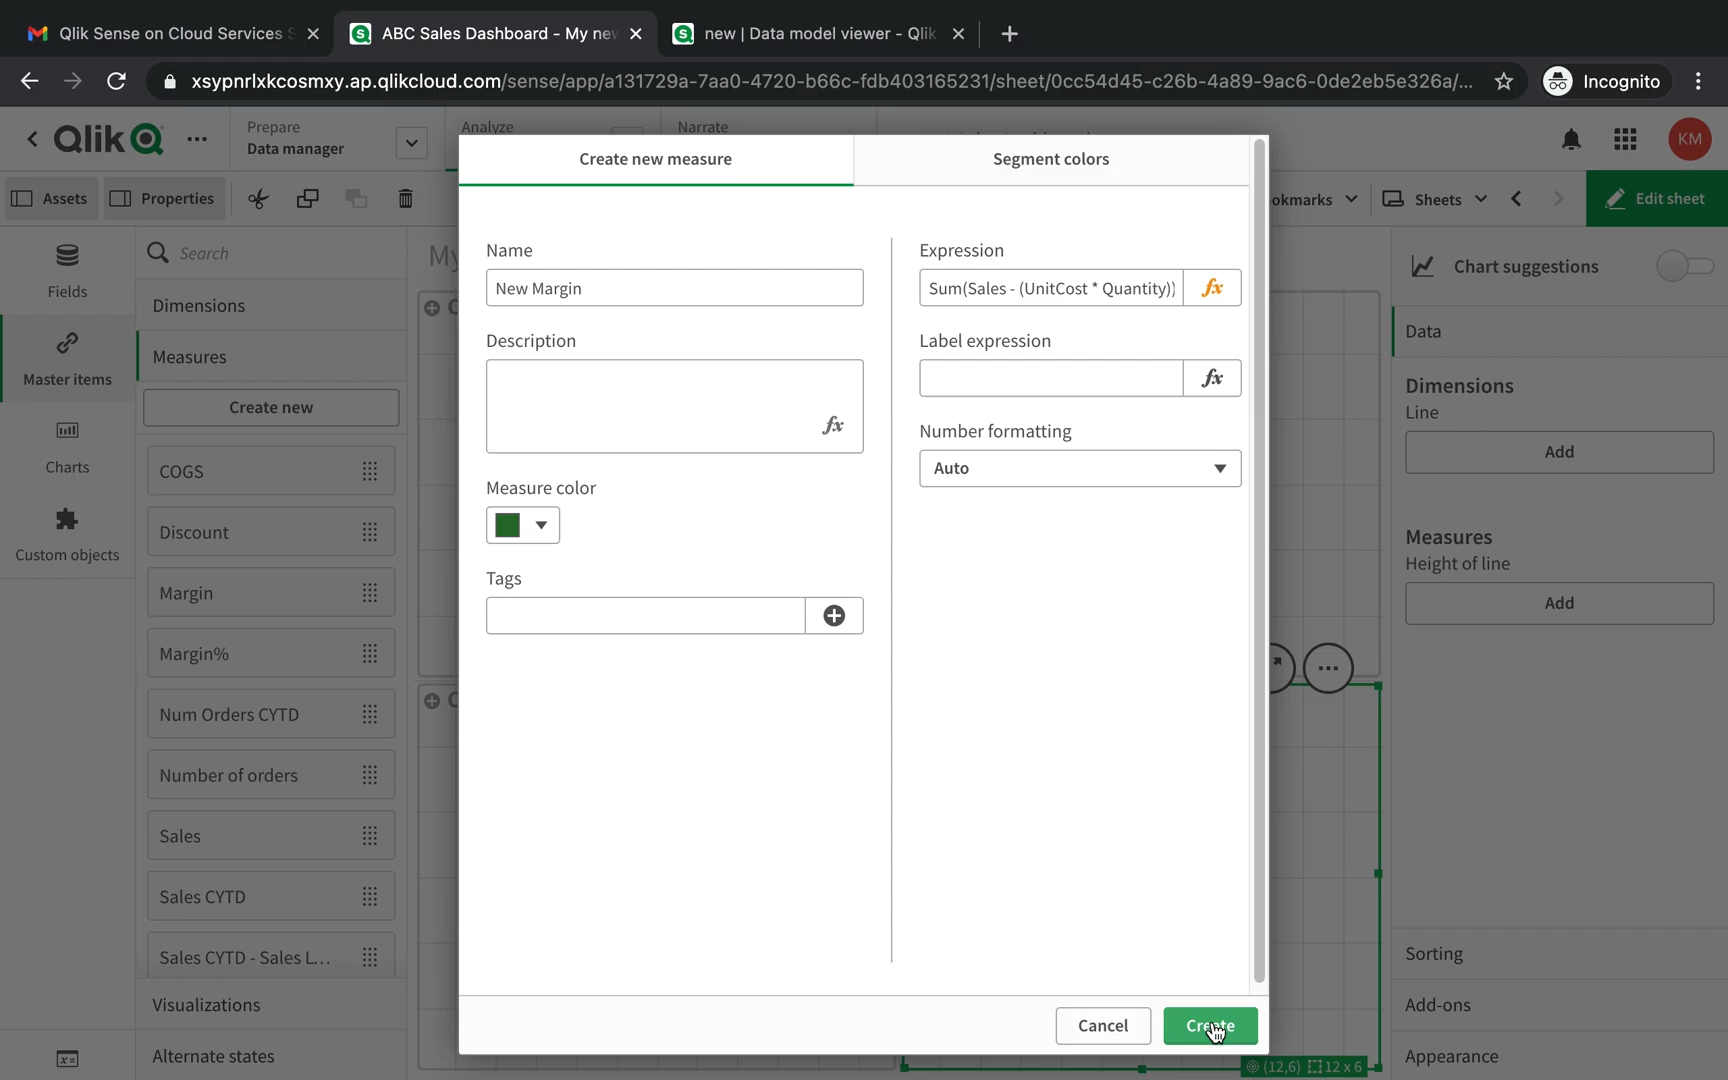 Qlik Sense on Cloud Services S
ABC Sales Dashboard - My new
new | Data model viewer - Qlik
xsypnrlxkcosmxy.ap.qlikcloud.com/sense/app/a131729a-7aa0-4720-b66c-fdb403165231/sheet/0cc54d45-c26b-4a89-9ac6-0de2eb5e326a/...
Incognito
Qlik
Prepare
Data manager
Analyze
Narrate
KM
Assets
Properties
okmarks
Sheets
Edit sheet
Fields
Master items
Charts
Custom objects
Search
Dimensions
Measures
Create new
COGS
Discount
Margin
Margin%
Num Orders CYTD
Number of orders
Sales
Sales CYTD
Sales CYTD - Sales L...
Visualizations
Alternate states
My
Create new measure
Segment colors
Name
New Margin
Description
fx
Measure color
Tags
Expression
Sum(Sales - (UnitCost * Quantity))
fx
Label expression
fx
Number formatting
Auto
Cancel
Create
(12,6) 12 x 6
Chart suggestions
Data
Dimensions
Line
Add
Measures
Height of line
Add
Sorting
Add-ons
Appearance